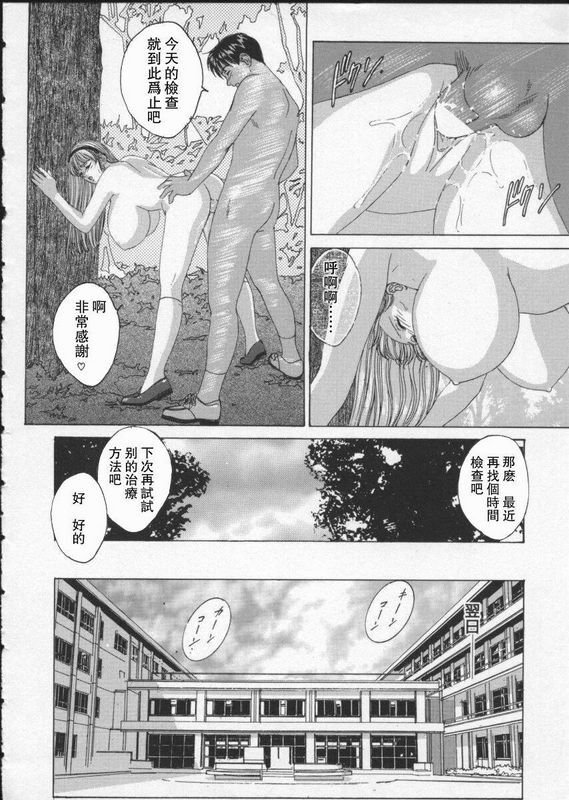 ドクン
ドクン
今天的檢查
就到此爲止吧
呼啊啊……
啊
非常感謝♡
那麽 最近
再找個時間
檢查吧
下次再試試
别的治療
方法吧
好 好的
翌日
キーン
コーン
カーン
コーン